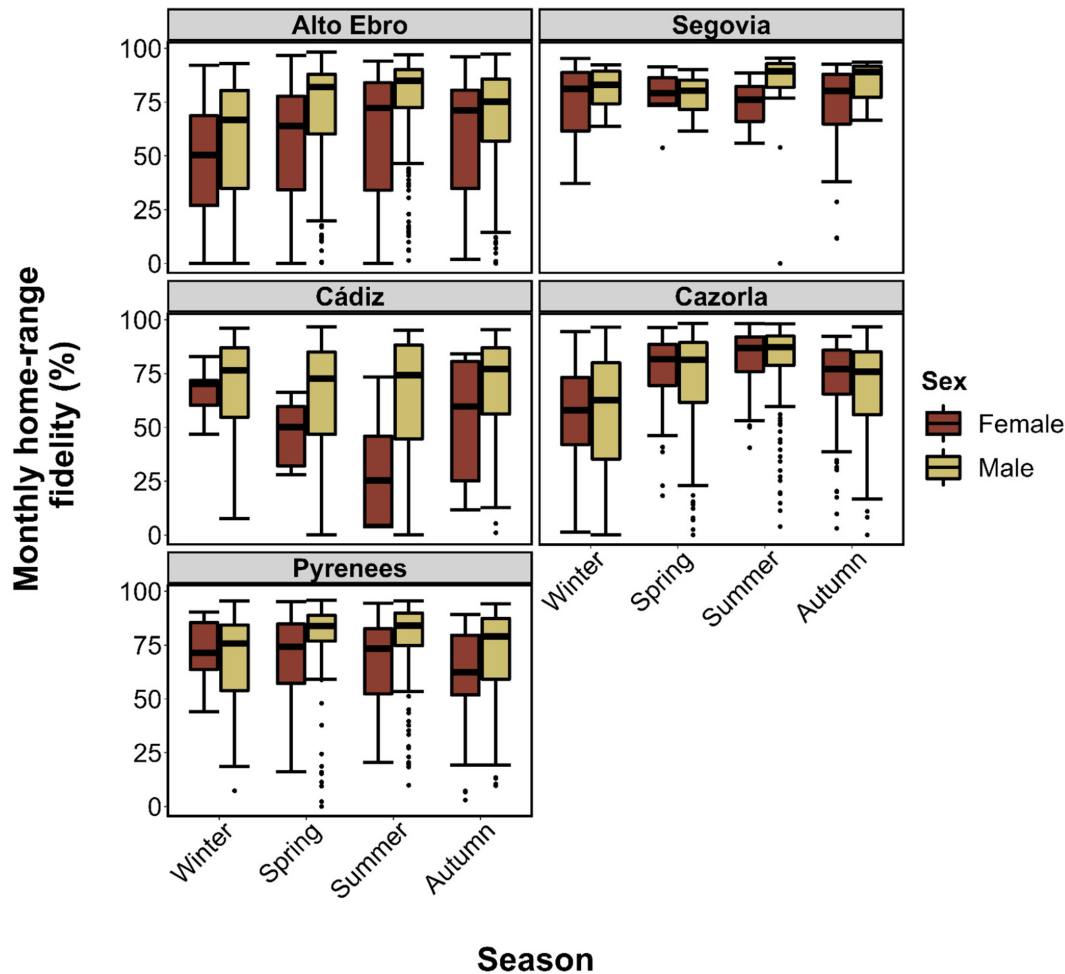 Alto Ebro
Segovia
100
75
50
25
0
Cádiz
Cazorla
100
75
50
25
0
Pyrenees
100
75
50
25
0
Winter
Spring
Summer
Autumn
Winter
Spring
Summer
Autumn
Monthly home-range
fidelity (%)
Season
Sex
Female
Male